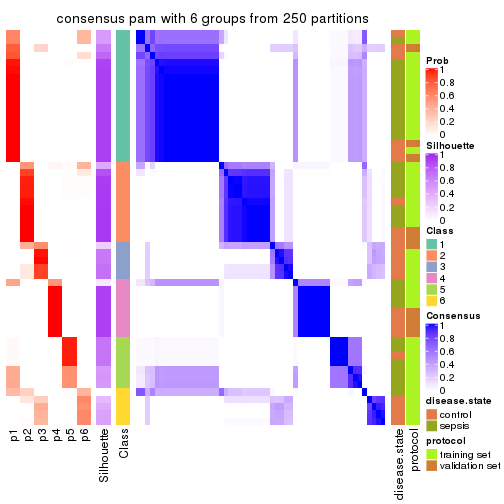 consensus pam with 6 groups from 250 partitions
Prob
1
0.8
0.6
0.4
0.2
0
Silhouette
1
0.8
0.6
0.4
0.2
0
Class
1
2
3
4
5
6
Consensus
1
0.8
0.6
0.4
0.2
0
disease.state
control
sepsis
protocol
training set
validation set
p1
p2
p3
p4
p5
p6
Silhouette
Class
disease.state
protocol